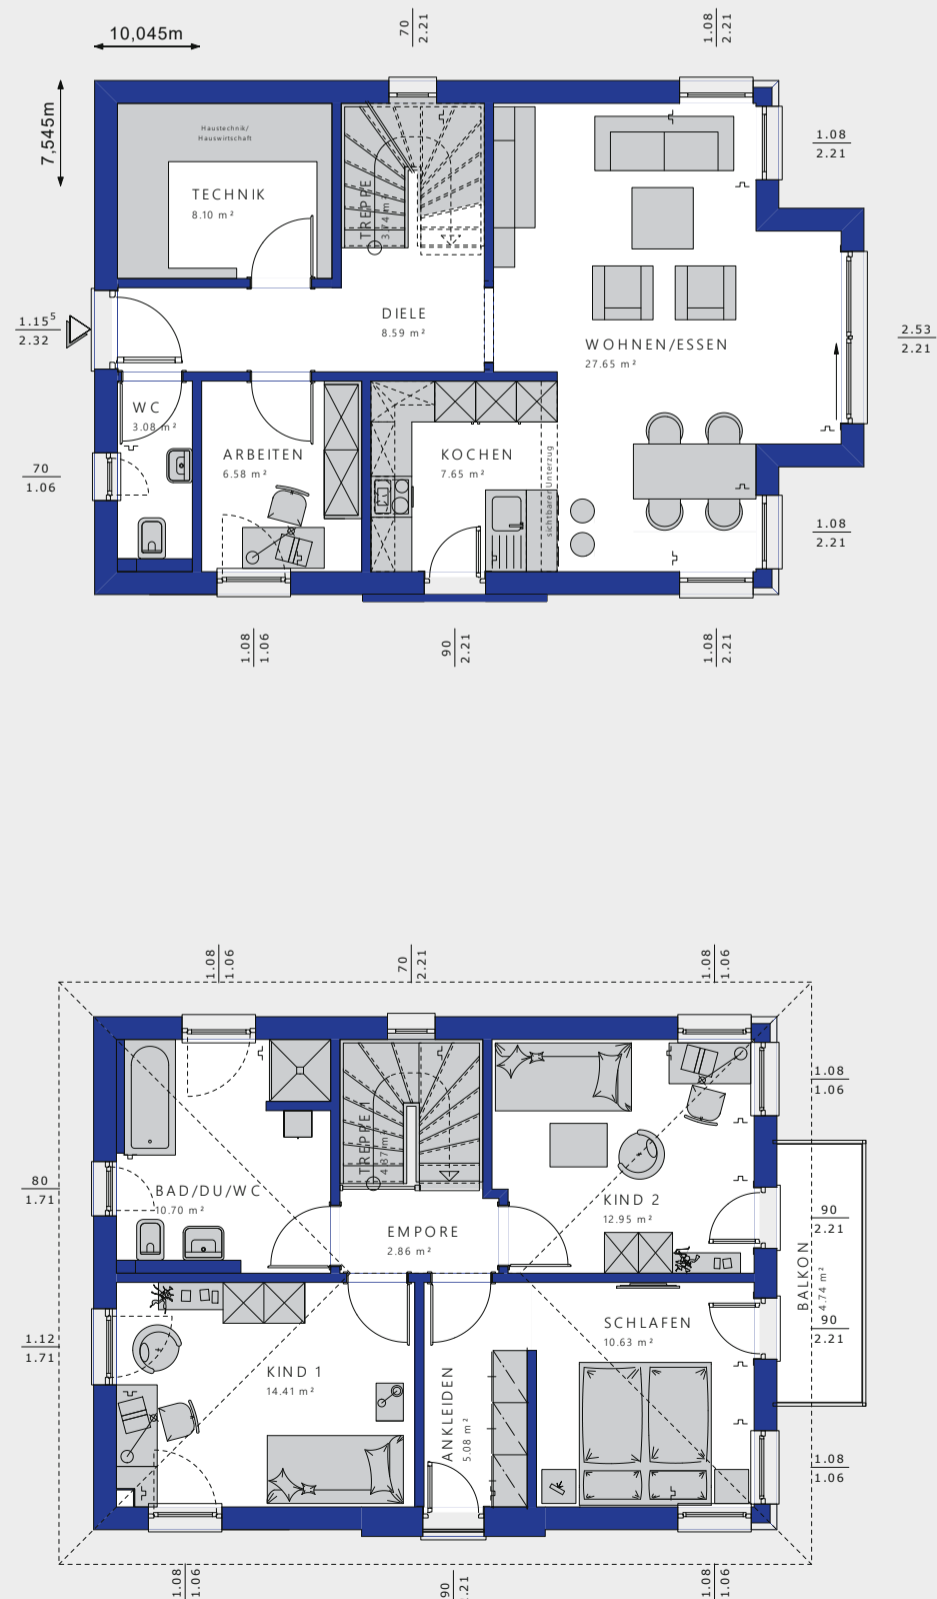 70
2.21
1.08
2.21
10,045m
7,545m
Haustechnik/
Hauswirtschaft
TECHNIK
8.10 m²
TREPPE
3.74 m
1.08
2.21
1.15⁵
2.32
DIELE
8.59 m²
WOHNEN/ESSEN
27.65 m²
2.53
2.21
WC
3.08 m²
ARBEITEN
6.58 m²
KOCHEN
7.65 m²
sichtbarer Unterzug
70
1.06
1.08
2.21
1.08
1.06
90
2.21
1.08
2.21
1.08
1.06
70
2.21
1.08
1.06
1.08
1.06
TREPPE
4.37 m
80
1.71
BAD/DU/WC
10.70 m²
EMPORE
2.86 m²
KIND 2
12.95 m²
90
2.21
BALKON
4.74 m²
1.12
1.71
KIND 1
14.41 m²
ANKLEIDEN
5.08 m²
SCHLAFEN
10.63 m²
90
2.21
1.08
1.06
1.08
1.06
90
2.21
1.08
1.06